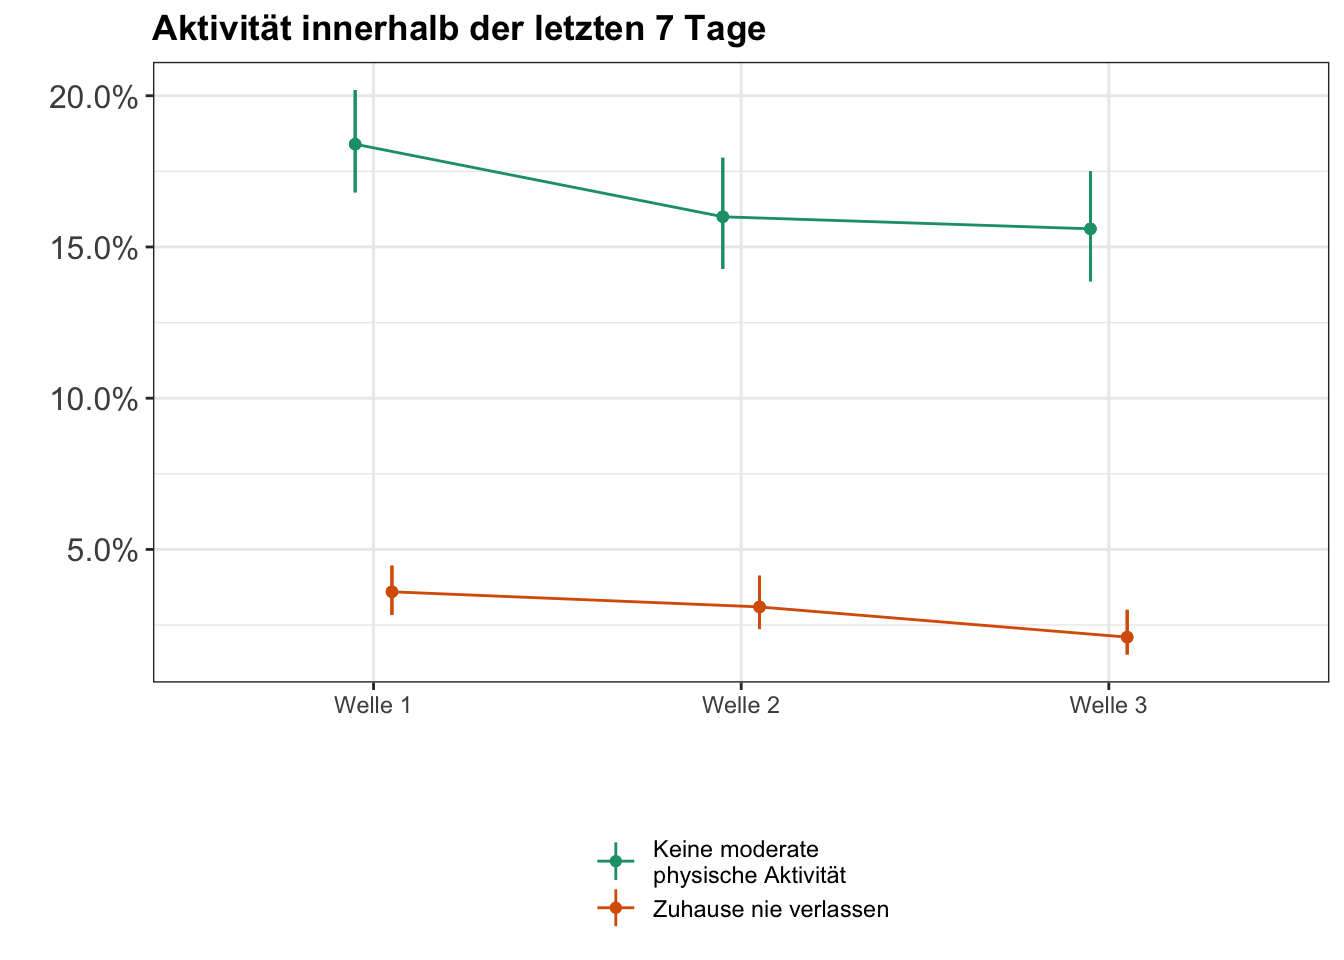 Aktivität innerhalb der letzten 7 Tage
20.0%
15.0%
10.0%
5.0%
Welle 1 Welle 2 Welle 3
Keine moderate
physische Aktivität
Zuhause nie verlassen